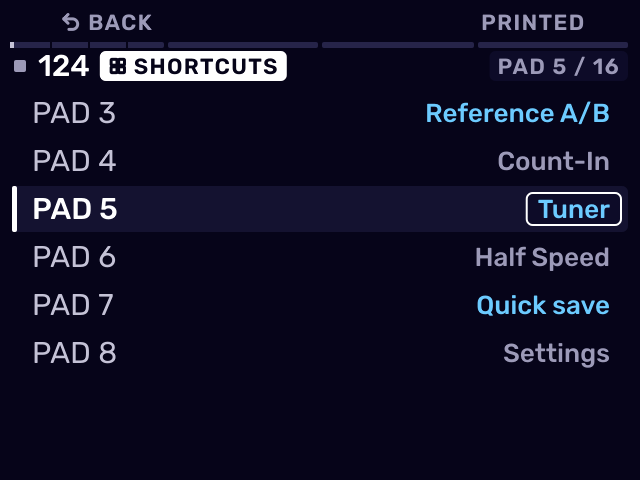 BACK PRINTED
124 SHORTCUTS PAD 5 / 16
PAD 3 Reference A/B
PAD 4 Count-In
PAD 5 Tuner
PAD 6 Half Speed
PAD 7 Quick save
PAD 8 Settings